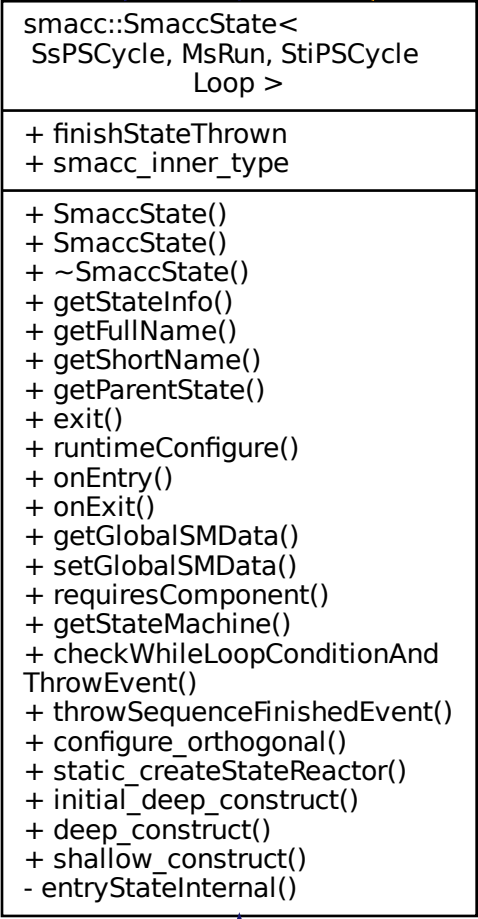 smacc::SmaccState<
SsPSCycle, MsRun, StiPSCycle
Loop >
+ finishStateThrown
+ smacc_inner_type
+ SmaccState()
+ SmaccState()
+ ~SmaccState()
+ getStateInfo()
+ getFullName()
+ getShortName()
+ getParentState()
+ exit()
+ runtimeConfigure()
+ onEntry()
+ onExit()
+ getGlobalSMData()
+ setGlobalSMData()
+ requiresComponent()
+ getStateMachine()
+ checkWhileLoopConditionAnd
ThrowEvent()
+ throwSequenceFinishedEvent()
+ configure_orthogonal()
+ static_createStateReactor()
+ initial_deep_construct()
+ deep_construct()
+ shallow_construct()
- entryStateInternal()